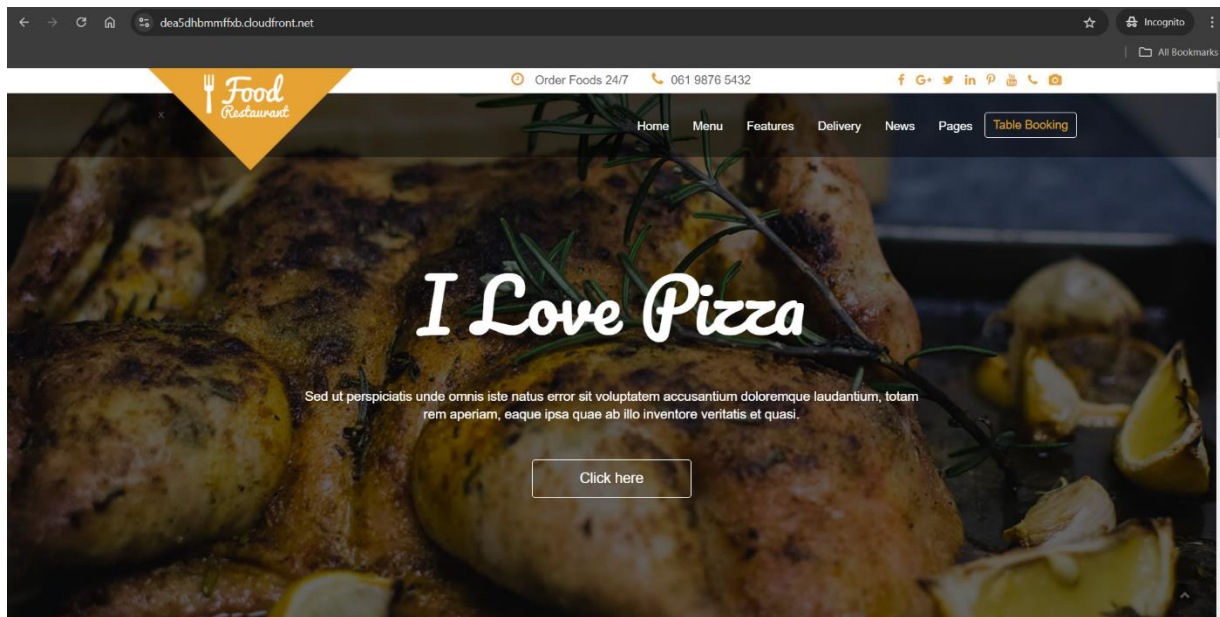 dea5dhbmmffxb.cloudfront.net
Incognito
All Bookmarks
Food
Restaurant
Order Foods 24/7
061 9876 5432
x
Home Menu Features Delivery News Pages Table Booking
I Love Pizza
Sed ut perspiciatis unde omnis iste natus error sit voluptatem accusantium doloremque laudantium, totam
rem aperiam, eaque ipsa quae ab illo inventore veritatis et quasi.
Click here